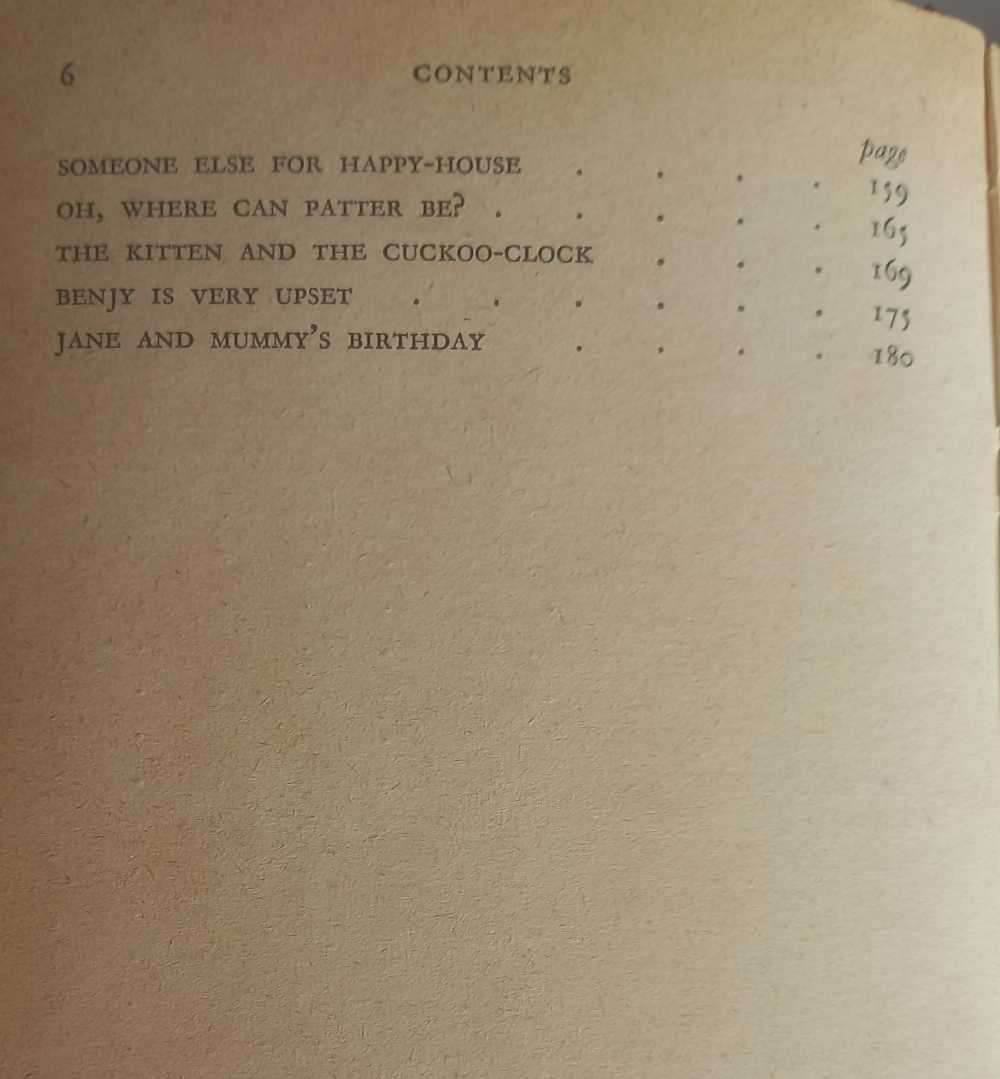 6 CONTENTS
page
SOMEONE ELSE FOR HAPPY-HOUSE . . . . 159
OH, WHERE CAN PATTER BE? . . . . . 165
THE KITTEN AND THE CUCKOO-CLOCK . . . 169
BENJY IS VERY UPSET . . . . . . 175
JANE AND MUMMY'S BIRTHDAY . . . . 180